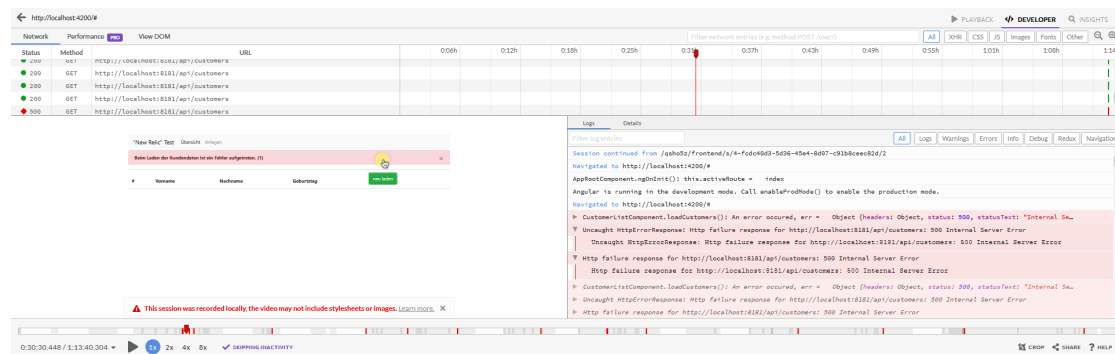 http://localhost:4200/#
PLAYBACK
DEVELOPER
INSIGHTS
Network
Performance PRO
View DOM
Filter network entries (e.g. method:POST /user/).
All XHR CSS JS Images Fonts Other
Status Method URL 0:06h 0:12h 0:18h 0:25h 0:31h 0:37h 0:43h 0:49h 0:55h 1:01h 1:08h 1:14
200 GET http://localhost:8181/api/customers
200 GET http://localhost:8181/api/customers
200 GET http://localhost:8181/api/customers
200 GET http://localhost:8181/api/customers
500 GET http://localhost:8181/api/customers
"New Relic" Test Übersicht Anlegen
Beim Laden der Kundendaten ist ein Fehler aufgetreten. (1)
neu laden
# Vorname Nachname Geburtstag
This session was recorded locally, the video may not include stylesheets or images. Learn more.
Logs Details
Filter log entries
All Logs Warnings Errors Info Debug Redux Navigation
Session continued from /qsho5z/frontend/s/4-fcdc49d3-5d36-45e4-8d97-c91b8ceec82d/2
Navigated to http://localhost:4200/#
AppRootComponent.ngOnInit(): this.activeRoute = index
Angular is running in the development mode. Call enableProdMode() to enable the production mode.
Navigated to http://localhost:4200/#
CustomerListComponent.loadCustomers(): An error occured, err = Object {headers: Object, status: 500, statusText: "Internal Se…
Uncaught HttpErrorResponse: Http failure response for http://localhost:8181/api/customers: 500 Internal Server Error
Uncaught HttpErrorResponse: Http failure response for http://localhost:8181/api/customers: 500 Internal Server Error
Http failure response for http://localhost:8181/api/customers: 500 Internal Server Error
Http failure response for http://localhost:8181/api/customers: 500 Internal Server Error
CustomerListComponent.loadCustomers(): An error occured, err = Object {headers: Object, status: 500, statusText: "Internal Se…
Uncaught HttpErrorResponse: Http failure response for http://localhost:8181/api/customers: 500 Internal Server Error
Http failure response for http://localhost:8181/api/customers: 500 Internal Server Error
0:30:30.448 / 1:13:40.304
1x 2x 4x 8x
SKIPPING INACTIVITY
CROP SHARE HELP